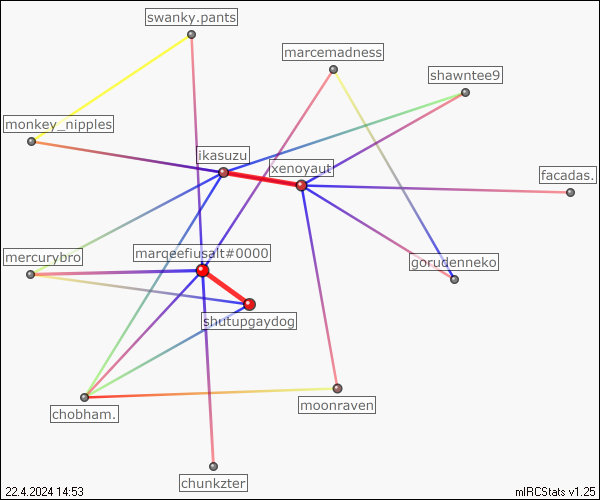 swanky.pants
marcemadness
shawntee9
monkey_nipples
ikasuzu
xenoyaut
facadas.
mercurybro
marqeefiusalt#0000
gorudenneko
shutupgaydog
chobham.
moonraven
chunkzter
22.4.2024 14:53
mIRCStats v1.25